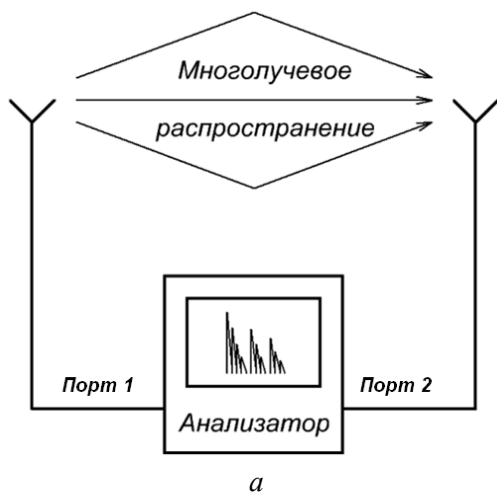 Многолучевое
распространение
Порт 1
Порт 2
Анализатор
а